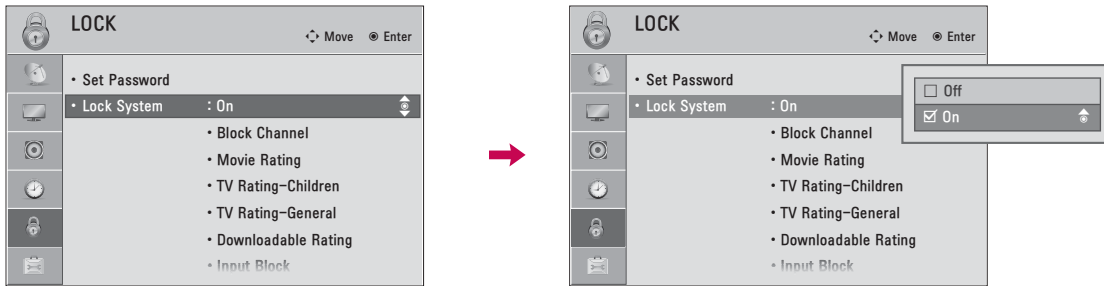 LOCK
Move Enter
• Set Password
• Lock System : On
• Block Channel
• Movie Rating
• TV Rating-Children
• TV Rating-General
• Downloadable Rating
• Input Block
LOCK
Move Enter
• Set Password
• Lock System : On
• Block Channel
• Movie Rating
• TV Rating-Children
• TV Rating-General
• Downloadable Rating
• Input Block
☐ Off
☑ On